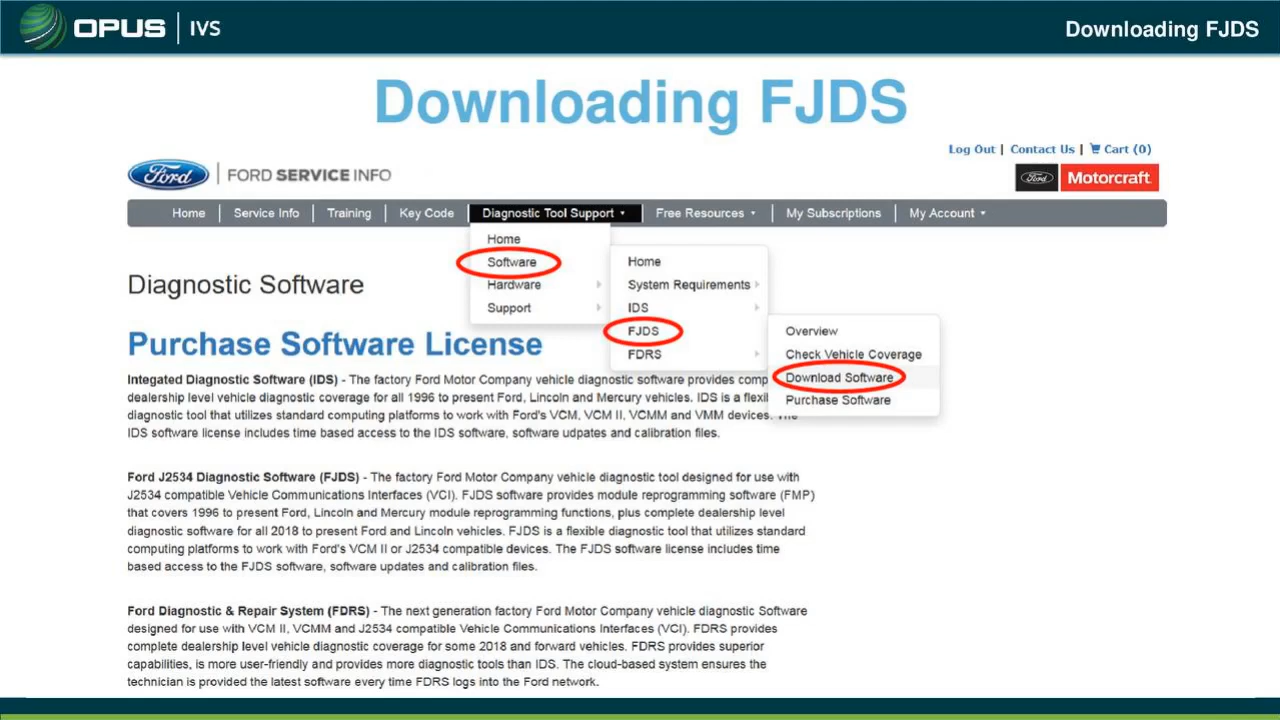 OPUS IVS
Downloading FJDS
Downloading FJDS
Log Out | Contact Us | Cart (0)
Ford FORD SERVICE INFO
Ford Motorcraft
Home Service Info Training Key Code Diagnostic Tool Support Free Resources My Subscriptions My Account
Home
Software
Hardware
Support
Home
System Requirements
IDS
FJDS
FDRS
Overview
Check Vehicle Coverage
Download Software
Purchase Software
Diagnostic Software
Purchase Software License
Integated Diagnostic Software (IDS) - The factory Ford Motor Company vehicle diagnostic software provides comp
dealership level vehicle diagnostic coverage for all 1996 to present Ford, Lincoln and Mercury vehicles. IDS is a flexil
diagnostic tool that utilizes standard computing platforms to work with Ford's VCM, VCM II, VCMM and VMM devices. The
IDS software license includes time based access to the IDS software, software udpates and calibration files.
Ford J2534 Diagnostic Software (FJDS) - The factory Ford Motor Company vehicle diagnostic tool designed for use with
J2534 compatible Vehicle Communications Interfaces (VCI). FJDS software provides module reprogramming software (FMP)
that covers 1996 to present Ford, Lincoln and Mercury module reprogramming functions, plus complete dealership level
diagnostic software for all 2018 to present Ford and Lincoln vehicles. FJDS is a flexible diagnostic tool that utilizes standard
computing platforms to work with Ford's VCM II or J2534 compatible devices. The FJDS software license includes time
based access to the FJDS software, software updates and calibration files.
Ford Diagnostic & Repair System (FDRS) - The next generation factory Ford Motor Company vehicle diagnostic Software
designed for use with VCM II, VCMM and J2534 compatible Vehicle Communications Interfaces (VCI). FDRS provides
complete dealership level vehicle diagnostic coverage for some 2018 and forward vehicles. FDRS provides superior
capabilities, is more user-friendly and provides more diagnostic tools than IDS. The cloud-based system ensures the
technician is provided the latest software every time FDRS logs into the Ford network.